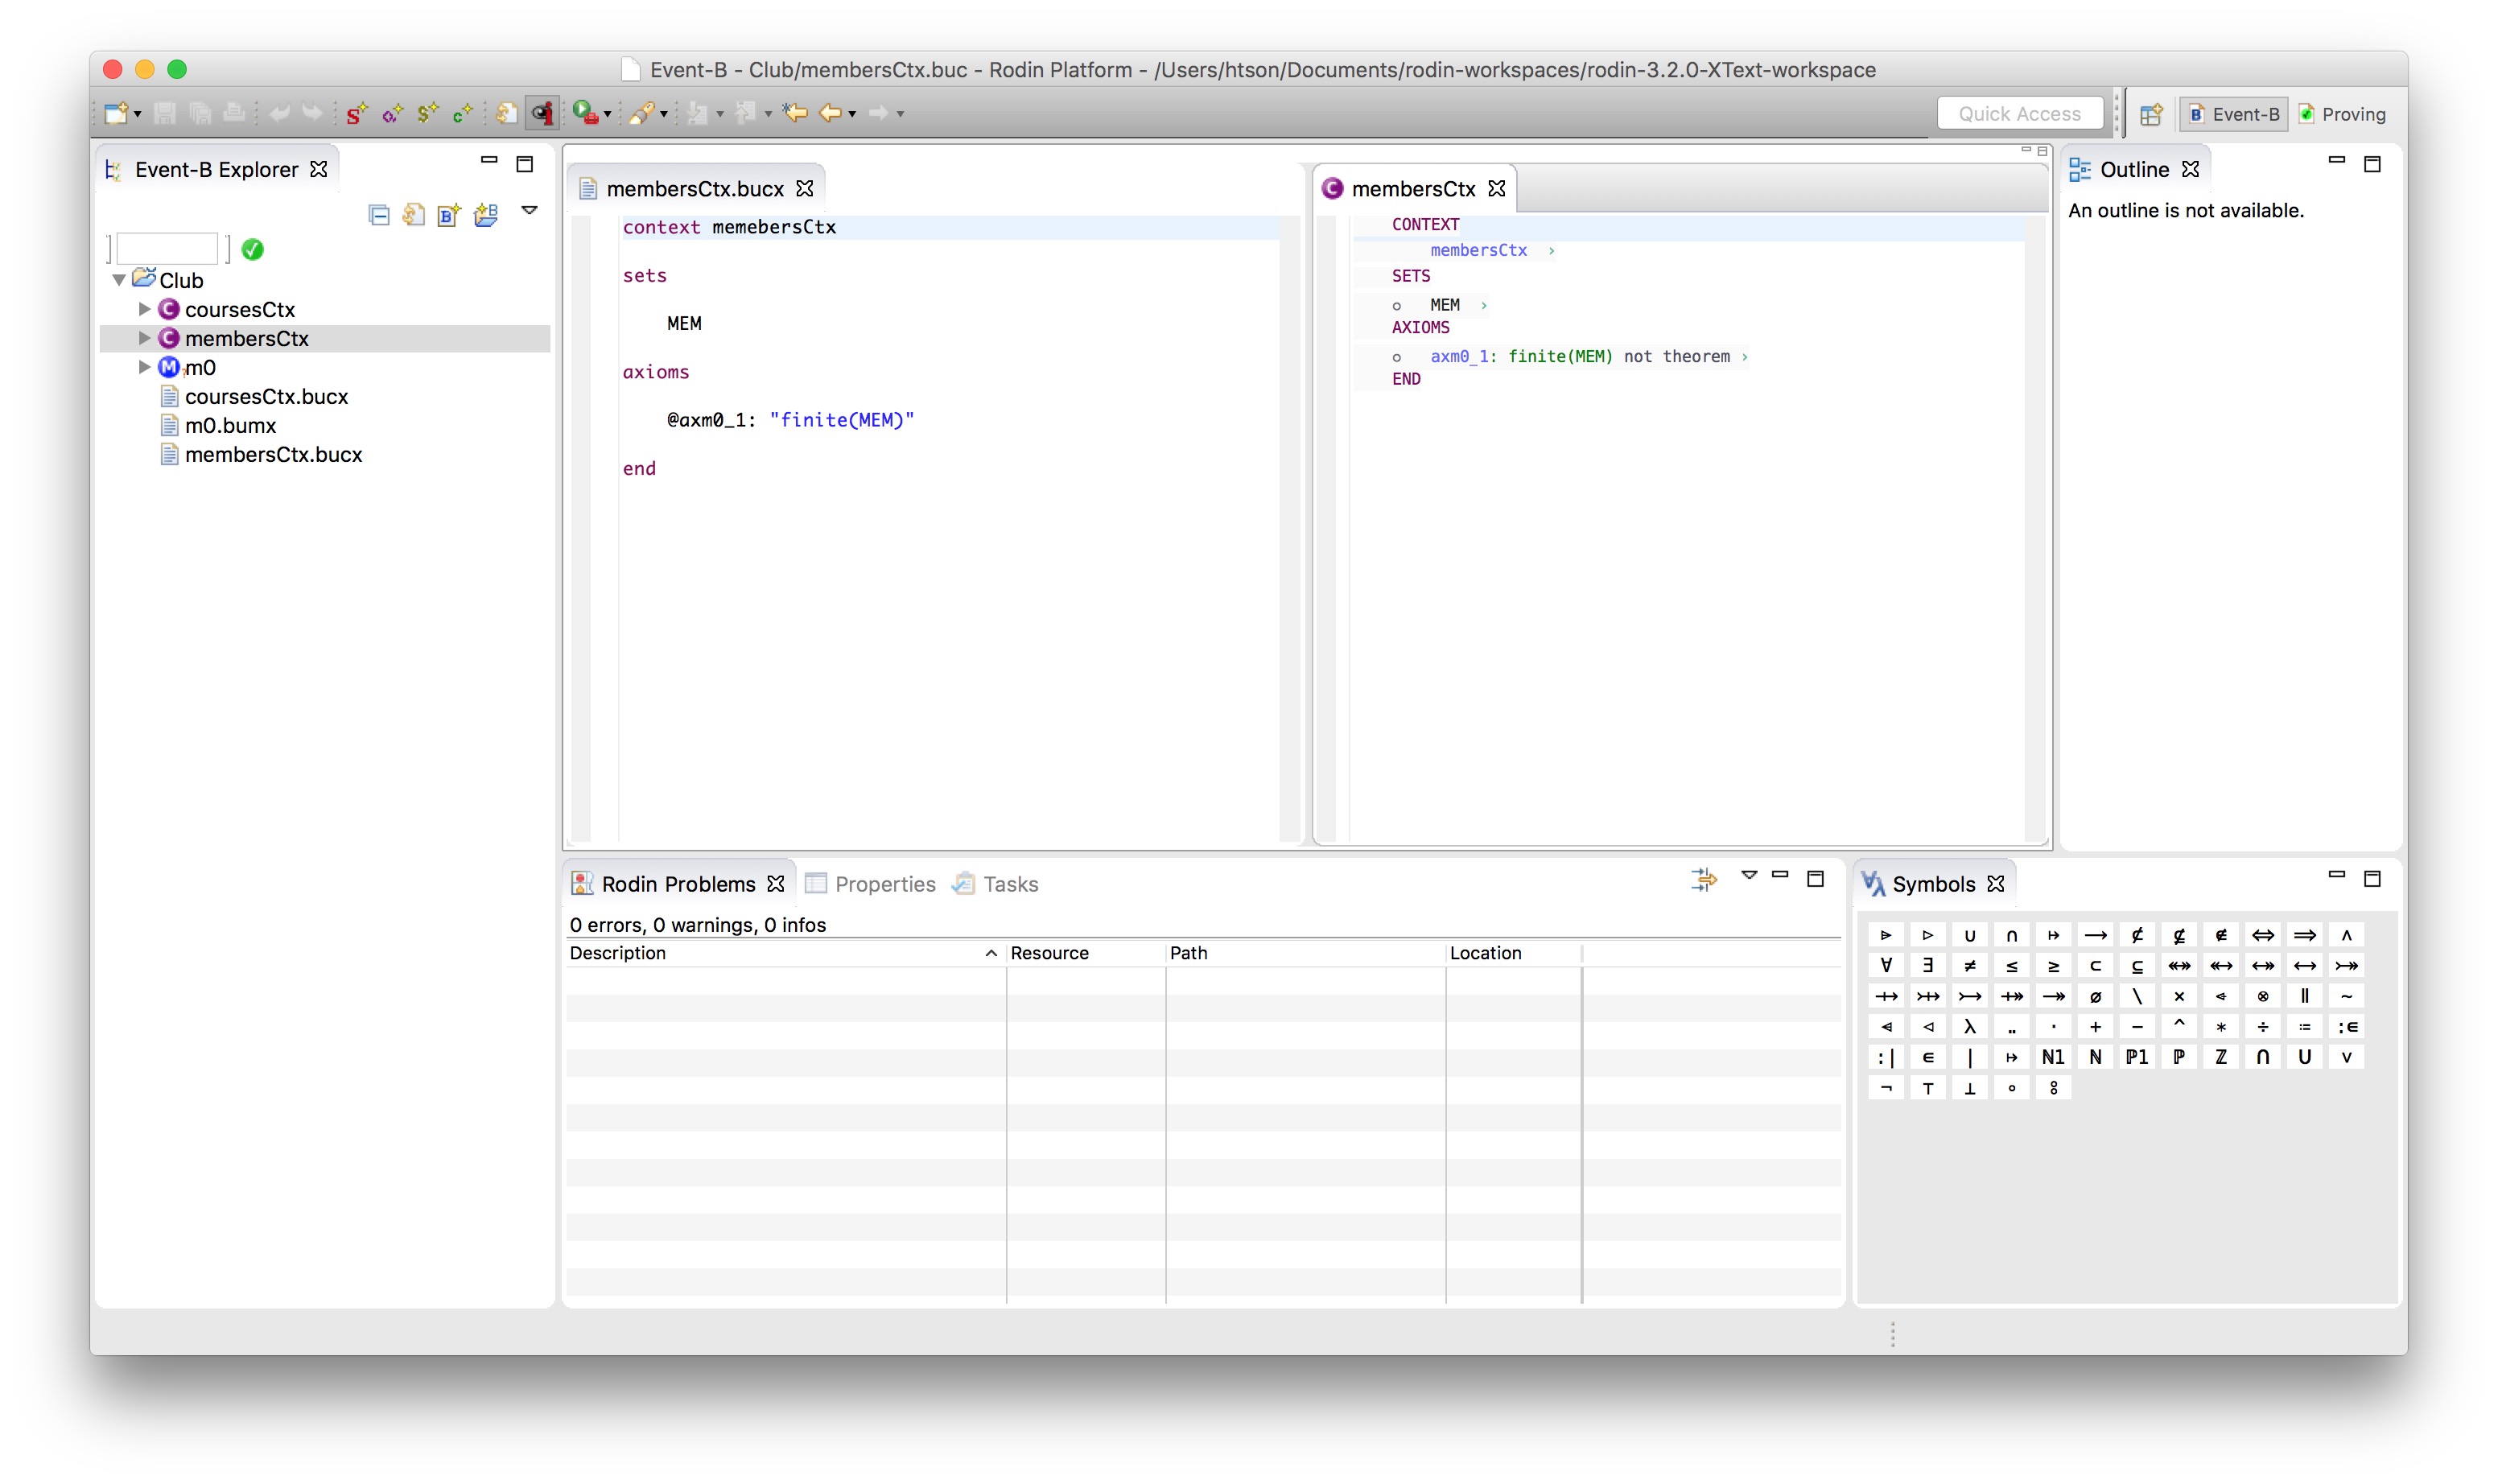 Event-B - Club/membersCtx.buc - Rodin Platform - /Users/htson/Documents/rodin-workspaces/rodin-3.2.0-XText-workspace
Quick Access
Event-B
Proving
Event-B Explorer
Club
coursesCtx
membersCtx
m0
coursesCtx.bucx
m0.bumx
membersCtx.bucx
membersCtx.bucx
context memebersCtx
sets
MEM
axioms
@axm0_1: "finite(MEM)"
end
membersCtx
CONTEXT
membersCtx ›
SETS
○ MEM ›
AXIOMS
○ axm0_1: finite(MEM) not theorem ›
END
Outline
An outline is not available.
Rodin Problems Properties Tasks
0 errors, 0 warnings, 0 infos
Description Resource Path Location
Symbols
⩥ ▷ ∪ ∩ ↦ → ⊄ ⊈ ∉ ⇔ ⇒ ∧
∀ ∃ ≠ ≤ ≥ ⊂ ⊆  ↔ ⤖
⇸ ⤔ ↣ ⤀ ↠ ∅ \ × ⊗ ∥ ∼
⩤ ◁ λ ‥ · + − ^ ∗ ÷ ≔ :∈
:∣ ∈ ∣ ↦ ℕ1 ℕ ℙ1 ℙ ℤ ⋂ ⋃ ∨
¬ ⊤ ⊥ ∘